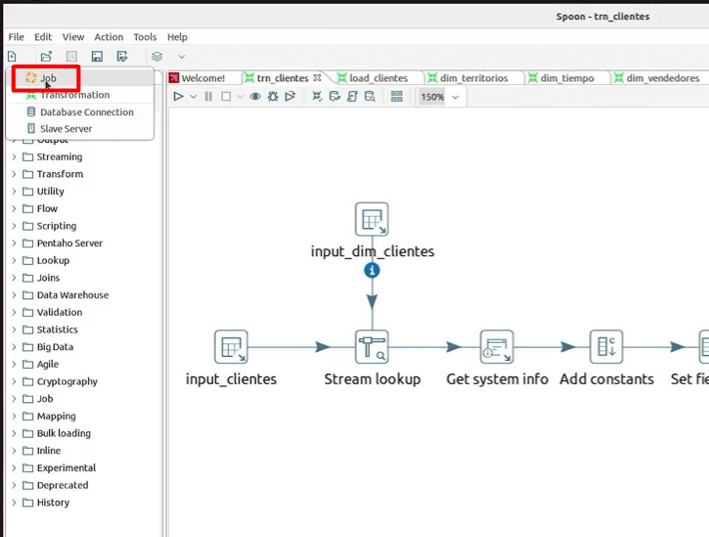 Spoon - trn_clientes
File Edit View Action Tools Help
Job
Transformation
Database Connection
Slave Server
Output
Streaming
Transform
Utility
Flow
Scripting
Pentaho Server
Lookup
Joins
Data Warehouse
Validation
Statistics
Big Data
Agile
Cryptography
Job
Mapping
Bulk loading
Inline
Experimental
Deprecated
History
Welcome! trn_clientes load_clientes dim_territorios dim_tiempo dim_vendedores
150%
input_dim_clientes
input_clientes Stream lookup Get system info Add constants Set fie